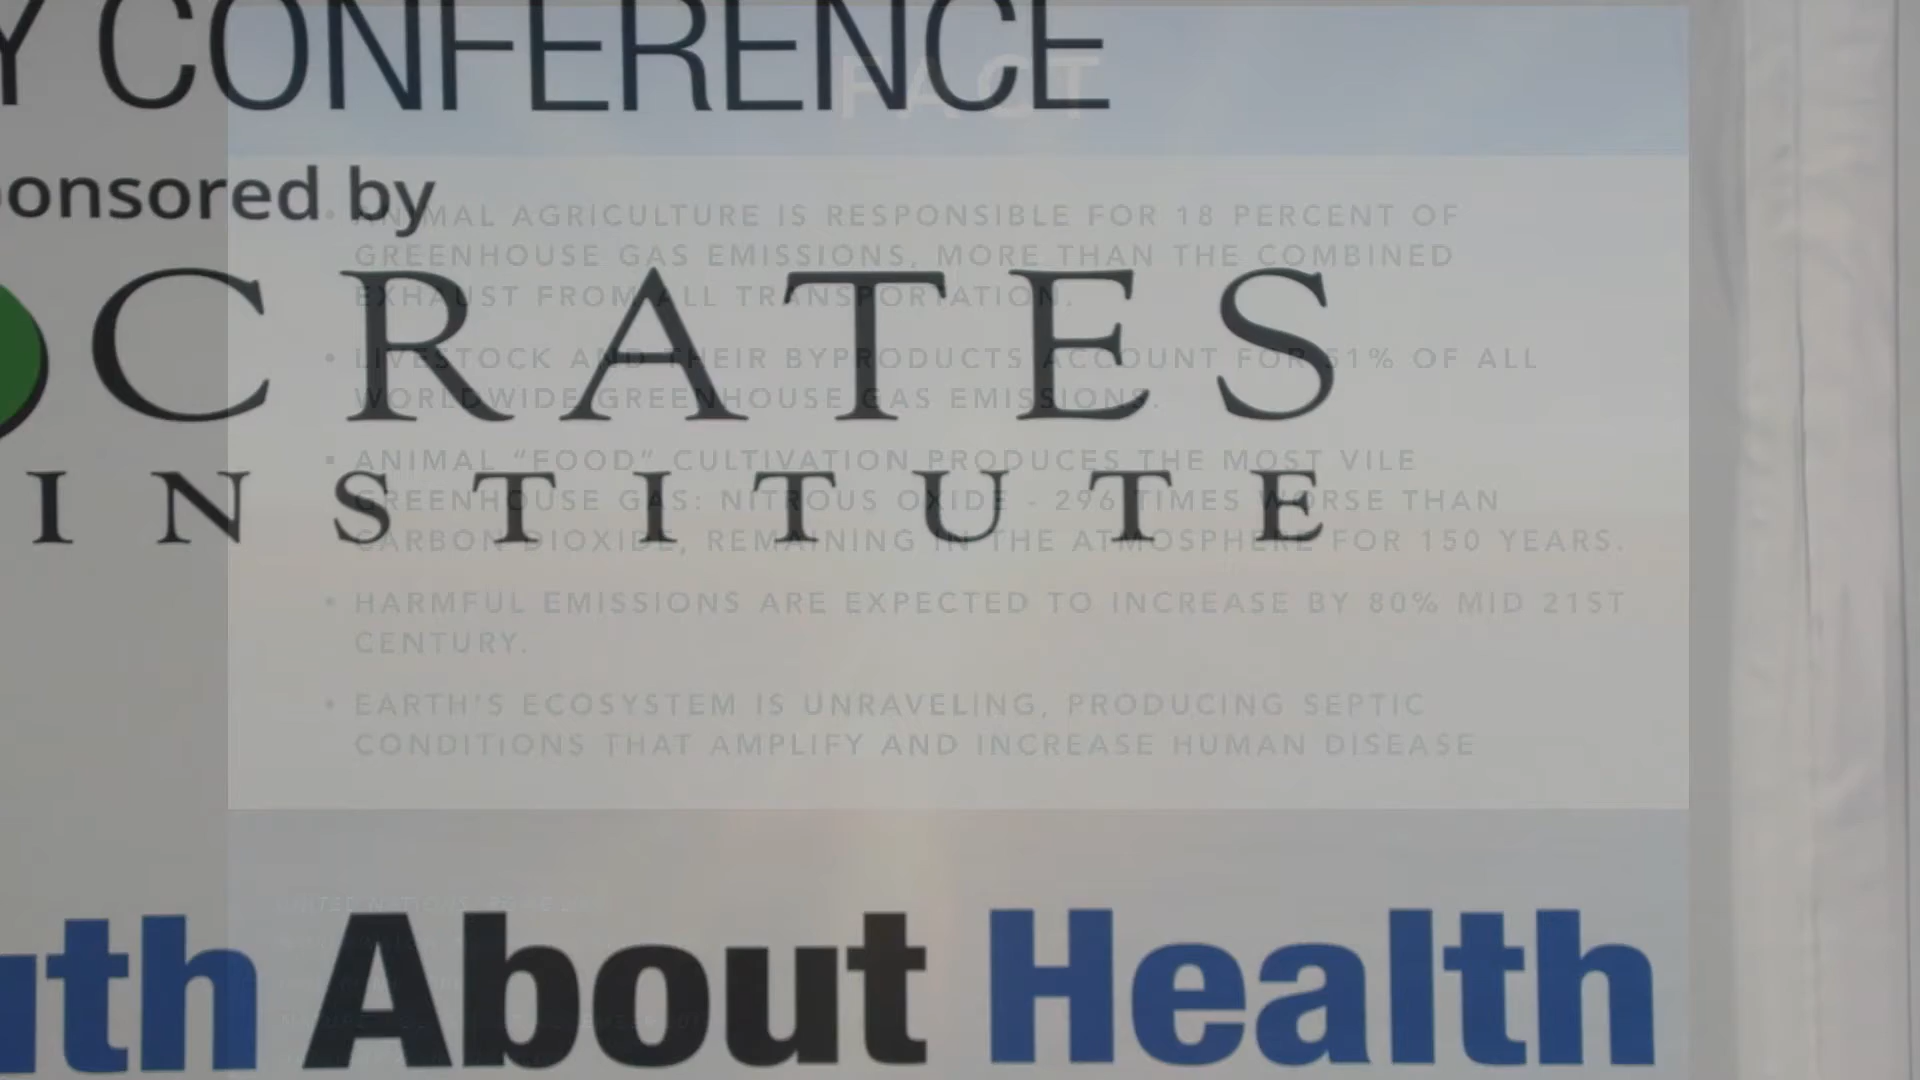 Y CONFERENCE
FACT
ponsored by
CRATES
INSTITUTE
• ANIMAL AGRICULTURE IS RESPONSIBLE FOR 18 PERCENT OF
GREENHOUSE GAS EMISSIONS, MORE THAN THE COMBINED
EXHAUST FROM ALL TRANSPORTATION.
• LIVESTOCK AND THEIR BYPRODUCTS ACCOUNT FOR 51% OF ALL
WORLDWIDE GREENHOUSE GAS EMISSIONS.
• ANIMAL “FOOD” CULTIVATION PRODUCES THE MOST VILE
GREENHOUSE GAS: NITROUS OXIDE - 296 TIMES WORSE THAN
CARBON DIOXIDE, REMAINING IN THE ATMOSPHERE FOR 150 YEARS.
• HARMFUL EMISSIONS ARE EXPECTED TO INCREASE BY 80% MID 21ST
CENTURY.
• EARTH'S ECOSYSTEM IS UNRAVELING, PRODUCING SEPTIC
CONDITIONS THAT AMPLIFY AND INCREASE HUMAN DISEASE
uth About Health